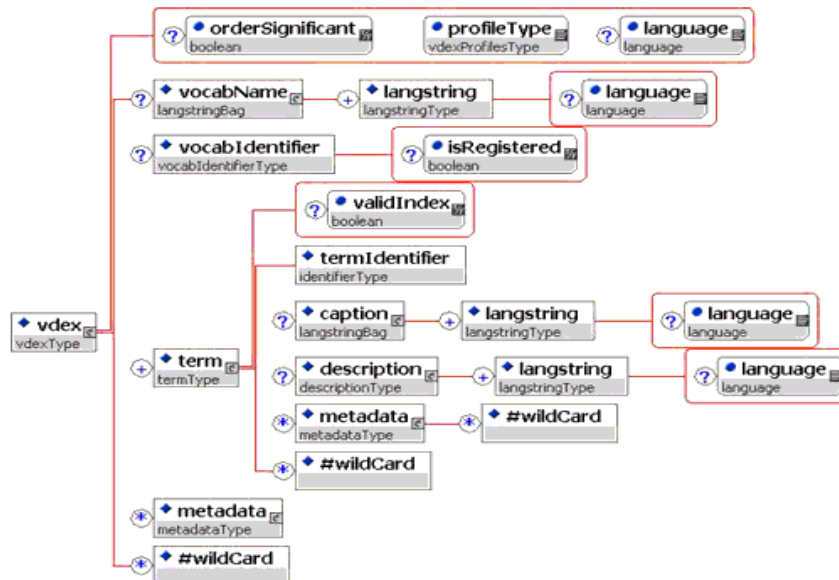 ? orderSignificant profileType ? language
boolean vdexProfilesType language
? vocabName + langstring ? language
langstringBag langstringType language
? vocabIdentifier ? isRegistered
vocabIdentifierType boolean
? validIndex
boolean
termIdentifier
identifierType
? caption + langstring ? language
langstringBag langstringType language
vdex
vdexType
+ term
termType
? description + langstring ? language
descriptionType langstringType language
* metadata * #wildCard
metadataType
* #wildCard
* metadata
metadataType
* #wildCard